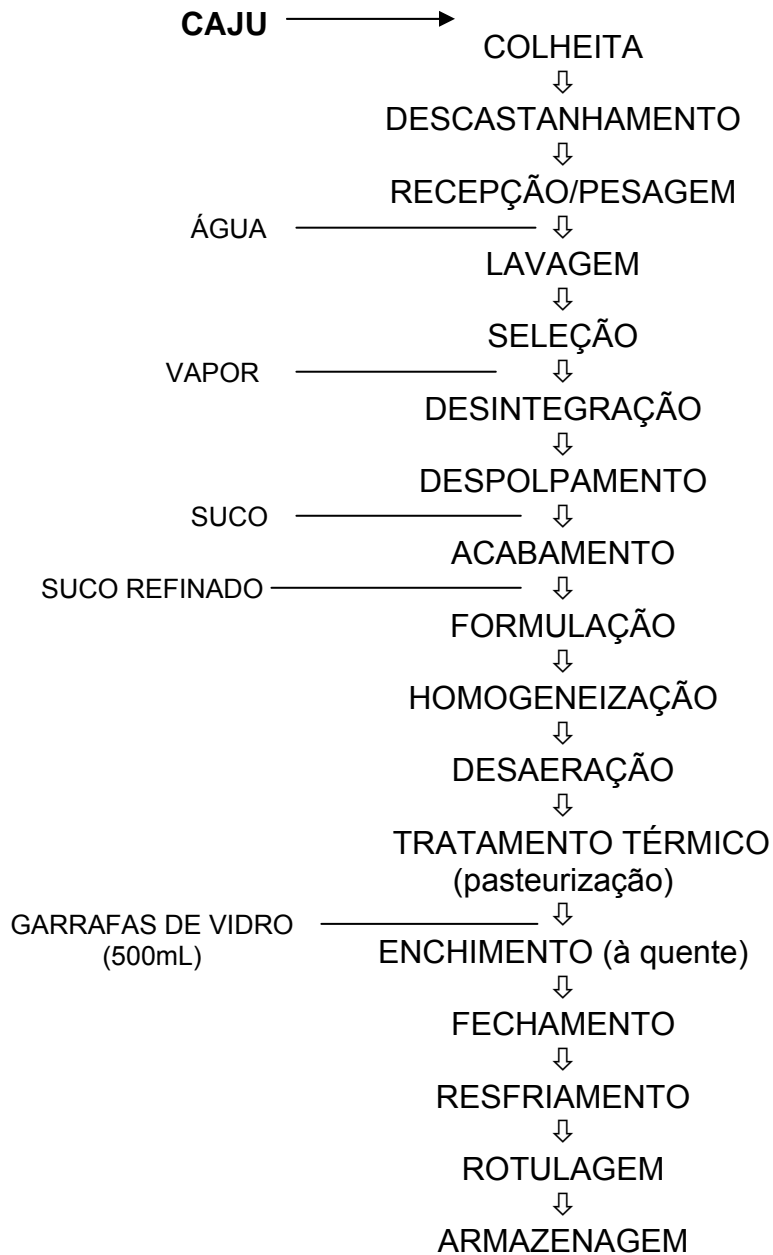 CAJU
COLHEITA
DESCASTANHAMENTO
RECEPÇÃO/PESAGEM
ÁGUA
LAVAGEM
SELEÇÃO
VAPOR
DESINTEGRAÇÃO
DESPOLPAMENTO
SUCO
ACABAMENTO
SUCO REFINADO
FORMULAÇÃO
HOMOGENEIZAÇÃO
DESAERAÇÃO
TRATAMENTO TÉRMICO
(pasteurização)
GARRAFAS DE VIDRO
(500mL)
ENCHIMENTO (à quente)
FECHAMENTO
RESFRIAMENTO
ROTULAGEM
ARMAZENAGEM